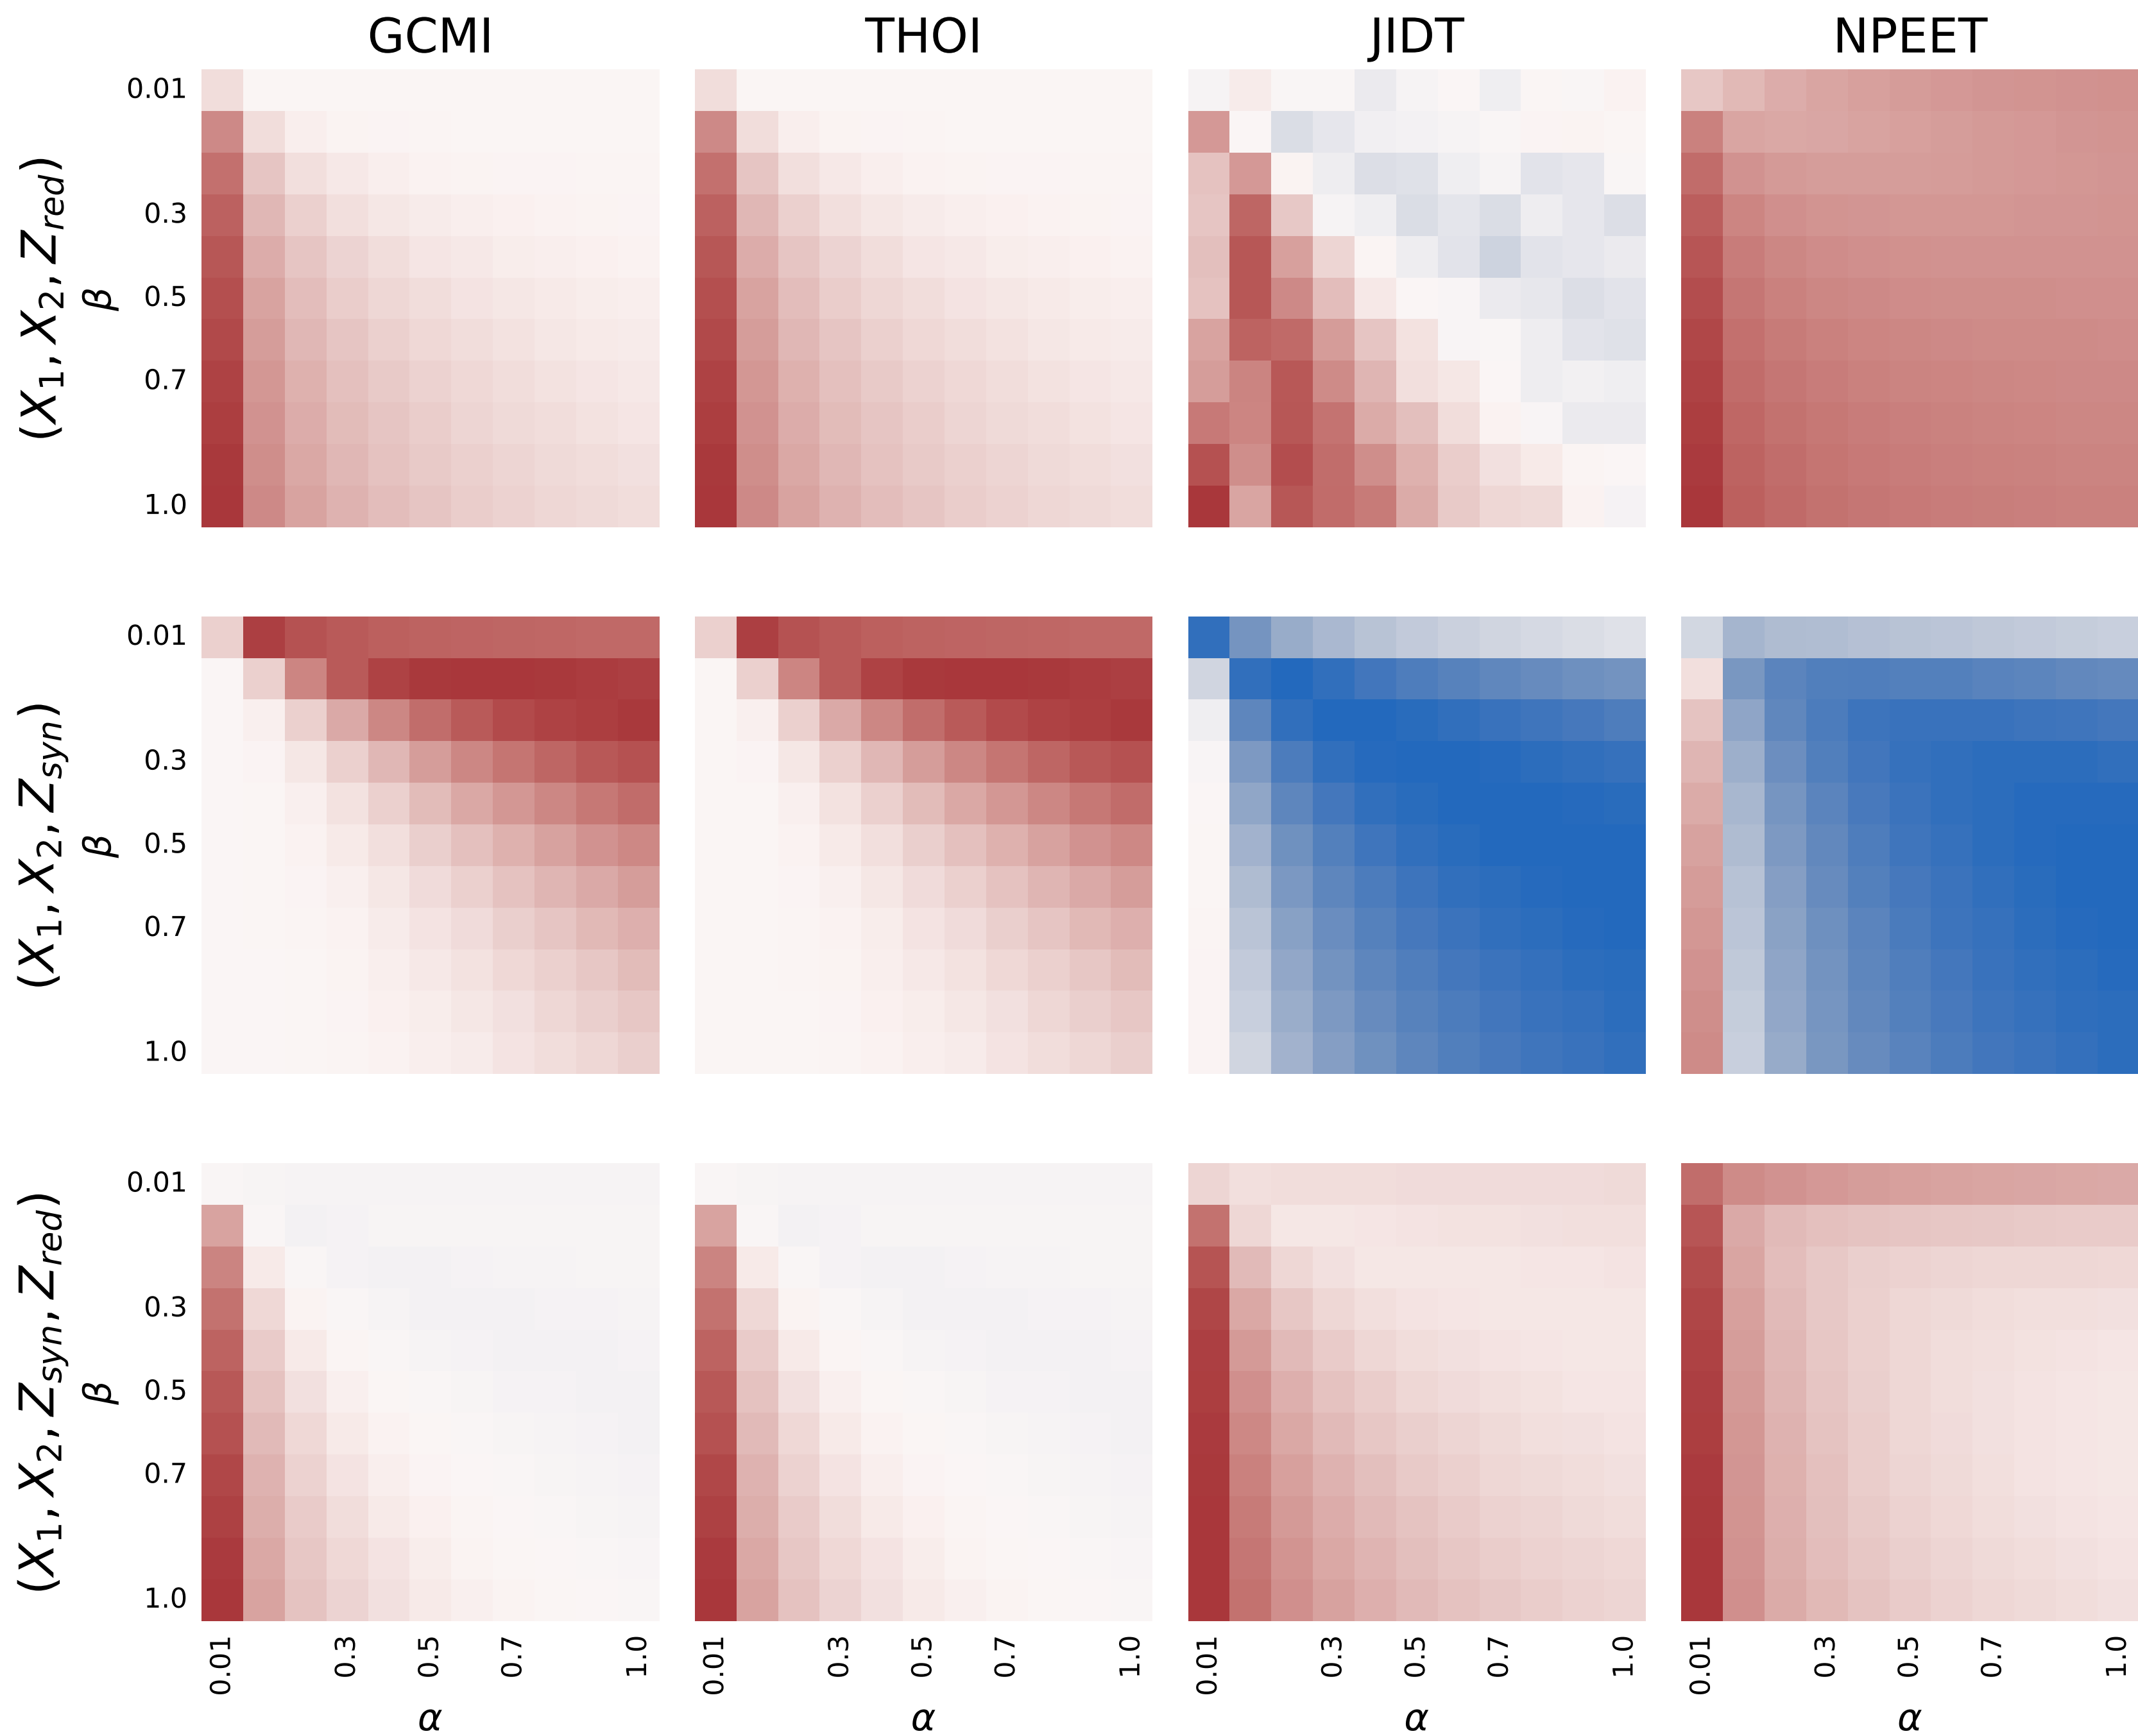 GCMI THOI JIDT NPEET
(X₁, X₂, Z_red)
β
0.01
0.3
0.5
0.7
1.0
(X₁, X₂, Z_syn)
β
0.01
0.3
0.5
0.7
1.0
(X₁, X₂, Z_syn, Z_red)
β
0.01
0.3
0.5
0.7
1.0
0.01 0.3 0.5 0.7 1.0 0.01 0.3 0.5 0.7 1.0 0.01 0.3 0.5 0.7 1.0 0.01 0.3 0.5 0.7 1.0
α α α α